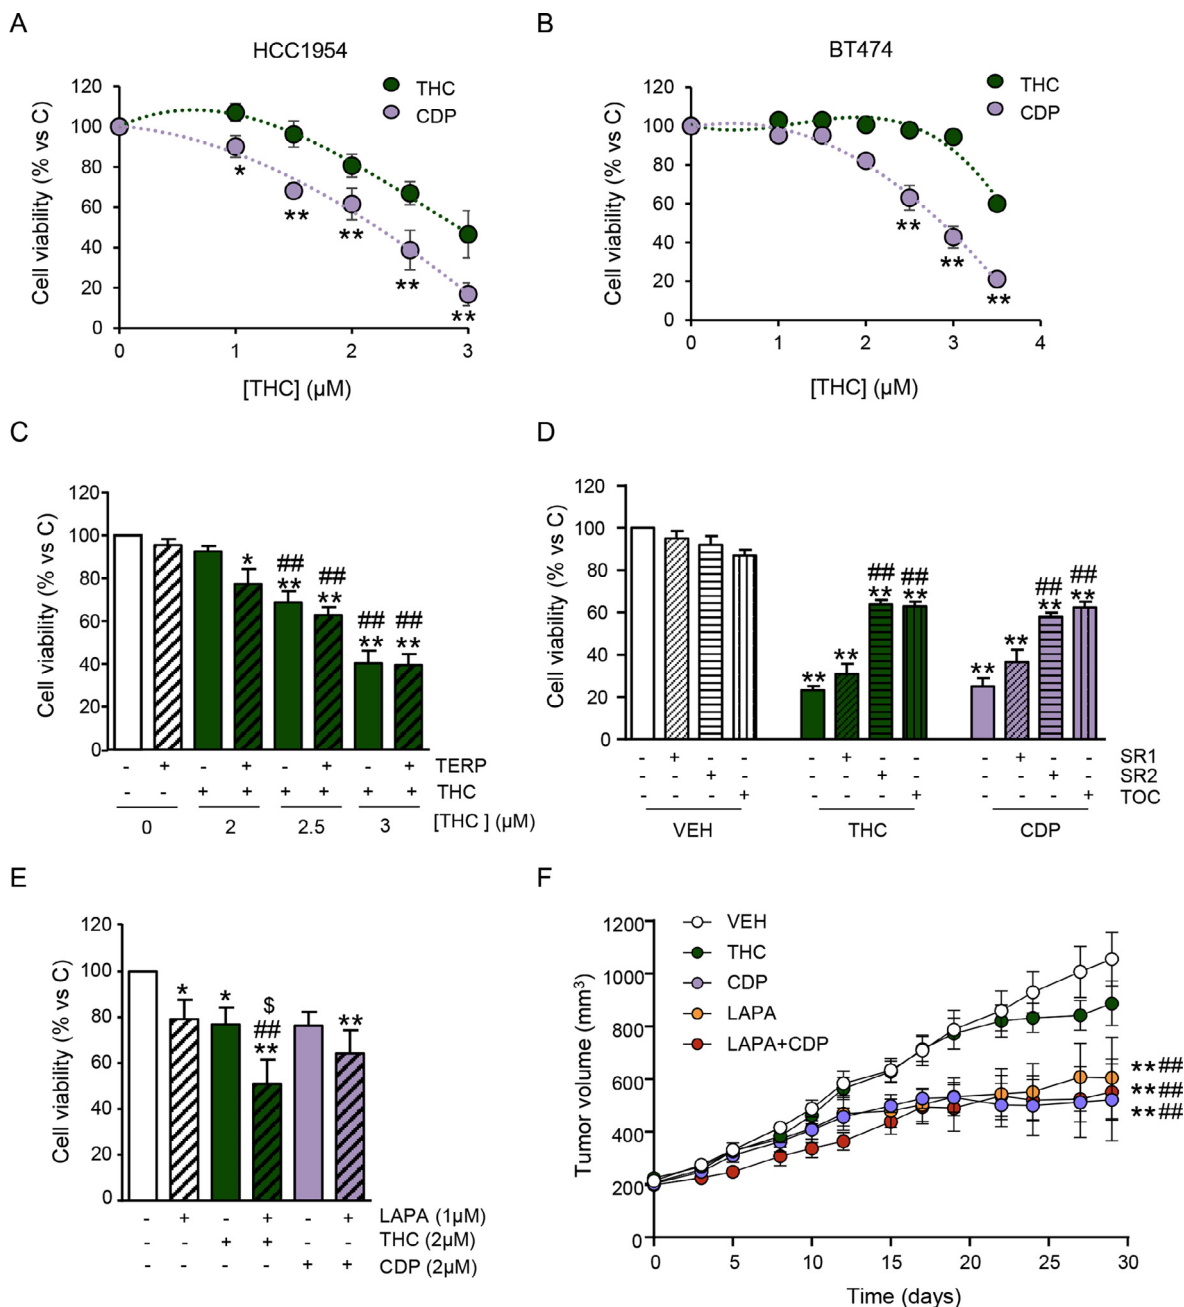 A
HCC1954
THC
CDP
Cell viability (% vs C)
120
100
80
60
40
20
0
*
**
**
**
**
0 1 2 3
[THC] (µM)
B
BT474
THC
CDP
Cell viability (% vs C)
120
100
80
60
40
20
0
**
**
**
0 1 2 3 4
[THC] (µM)
C
Cell viability (% vs C)
120
100
80
60
40
20
0
*
## ** ## **
## ** ## **
- + - + - + - + TERP
- - + + + + + + THC
0 2 2.5 3 [THC ] (µM)
D
Cell viability (% vs C)
120
100
80
60
40
20
0
** ** ## ** ## **
** ** ## ** ## **
- + - - - + - - - + - - SR1
- - + - - - + - - - + - SR2
- - - + - - - + - - - + TOC
VEH THC CDP
E
Cell viability (% vs C)
120
100
80
60
40
20
0
* * $ ## ** **
- + - + - + LAPA (1µM)
- - + + - - THC (2µM)
- - - - + + CDP (2µM)
F
VEH
THC
CDP
LAPA
LAPA+CDP
Tumor volume (mm³)
1200
1000
800
600
400
200
0
**##
**##
**##
0 5 10 15 20 25 30
Time (days)